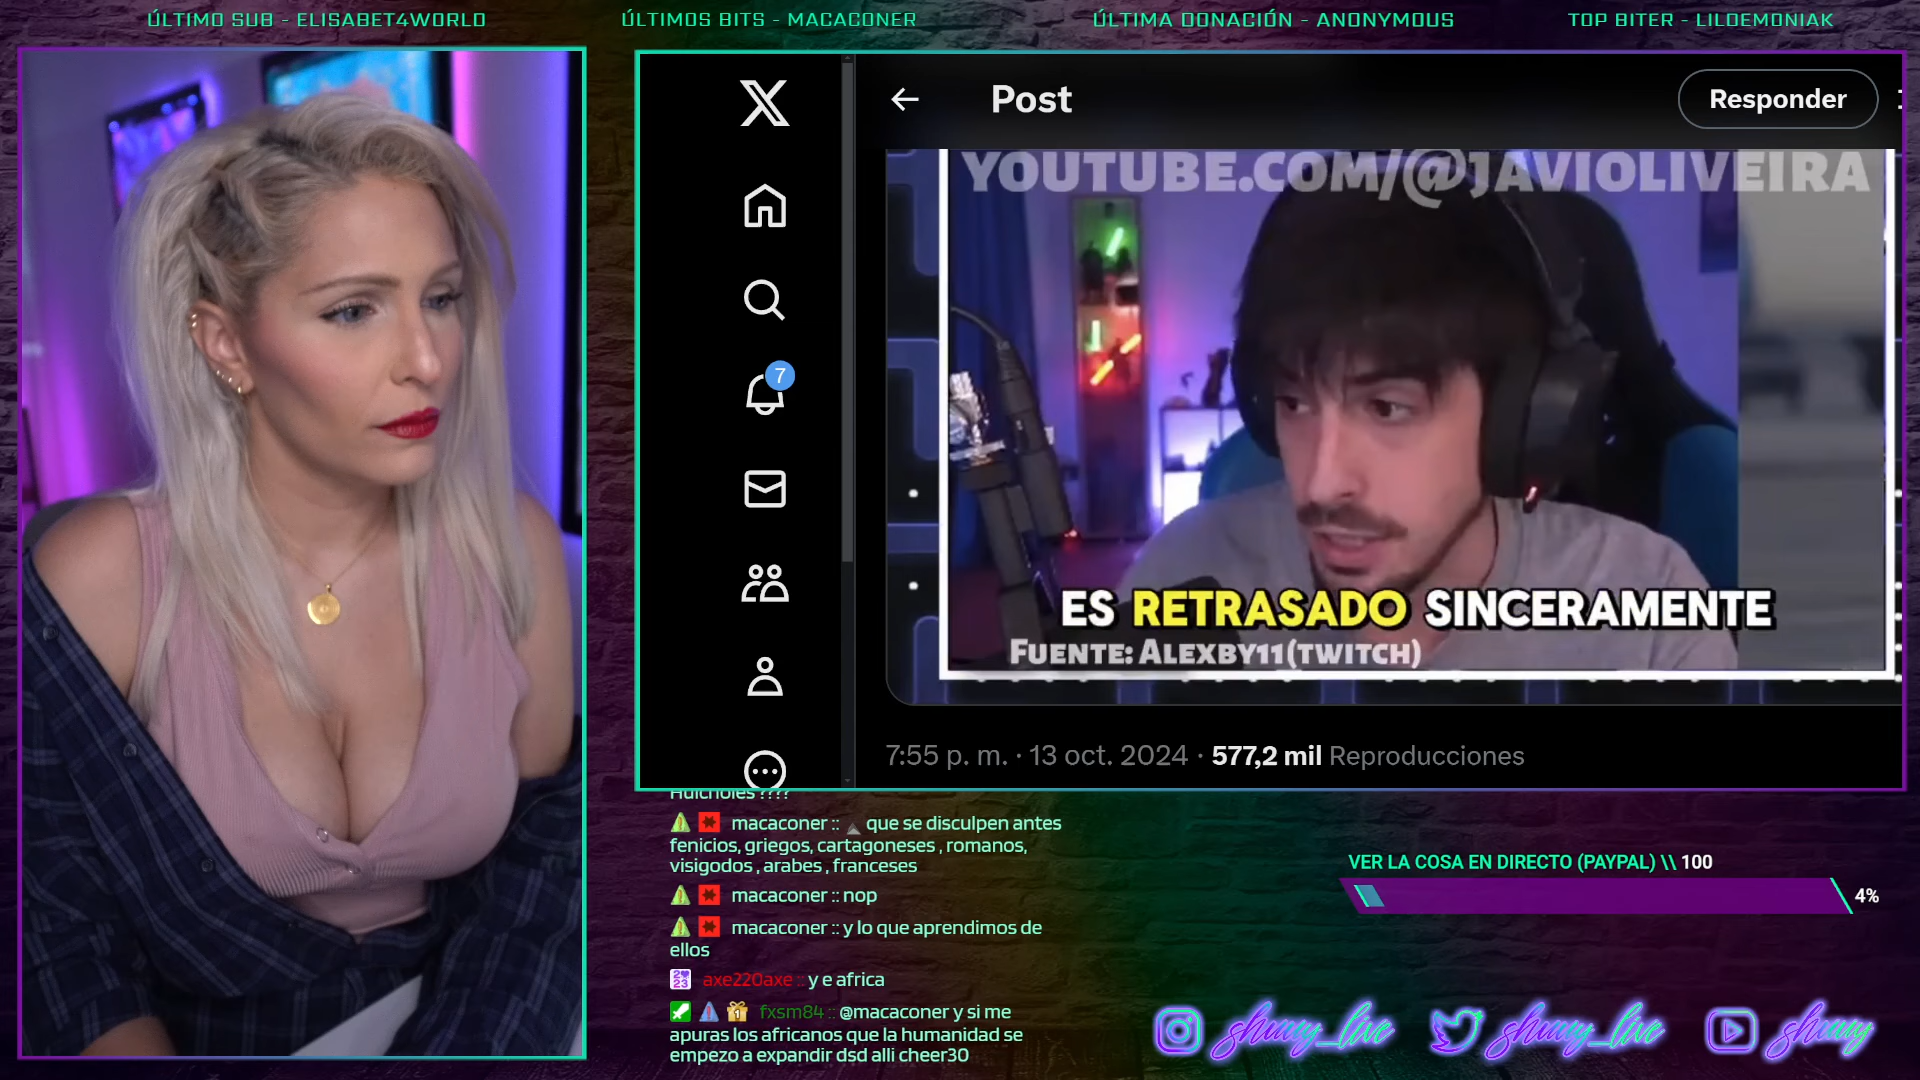 ÚLTIMO SUB - ELISABET4WORLD
ÚLTIMOS BITS - MACACONER
ÚLTIMA DONACIÓN - ANONYMOUS
TOP BITER - LILDEMONIAK
Post
Responder
7
YOUTUBE.COM/@JAVIOLIVEIRA
ES RETRASADO SINCERAMENTE
FUENTE: ALEXBY11(TWITCH)
7:55 p. m. · 13 oct. 2024 · 577,2 mil Reproducciones
Huicholes ????
macaconer :: que se disculpen antes
fenicios, griegos, cartagoneses , romanos,
visigodos , arabes , franceses
macaconer :: nop
macaconer :: y lo que aprendimos de
ellos
axe220axe :: y e africa
fxsm84 :: @macaconer y si me
apuras los africanos que la humanidad se
empezo a expandir dsd alli cheer30
VER LA COSA EN DIRECTO (PAYPAL) \\ 100
4%